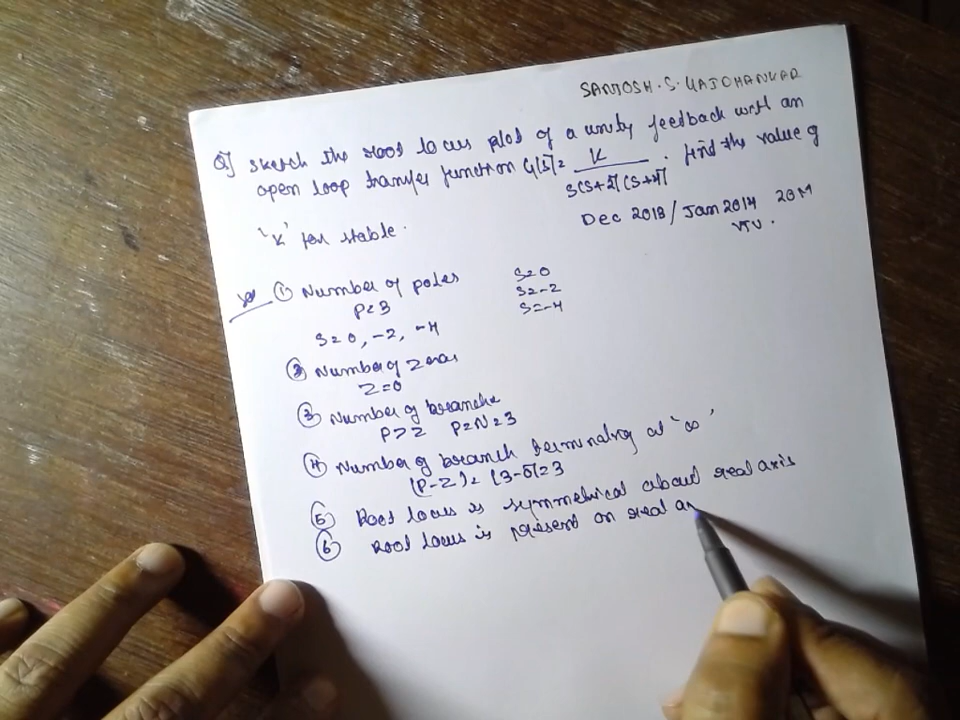 SANTOSH.S.
Q] Sketch the root locus plot of a unity feedback with an
open loop transfer function G(s)= K / S(S+2)(S+4) . find the value of
'K' for stable.
Dec 2013/Jan 2014 20M
VTU.
① Number of poles
P=3
S=0, -2, -4
S=0
S=-2
S=-4
② Number of Zeros
Z=0
③ Number of branche
P>Z P=N=3
④ Number of branch terminating at '∞'
(P-Z)= (3-0)=3
⑤ Root locus is symmetrical about real axis
⑥ Root locus is present on real